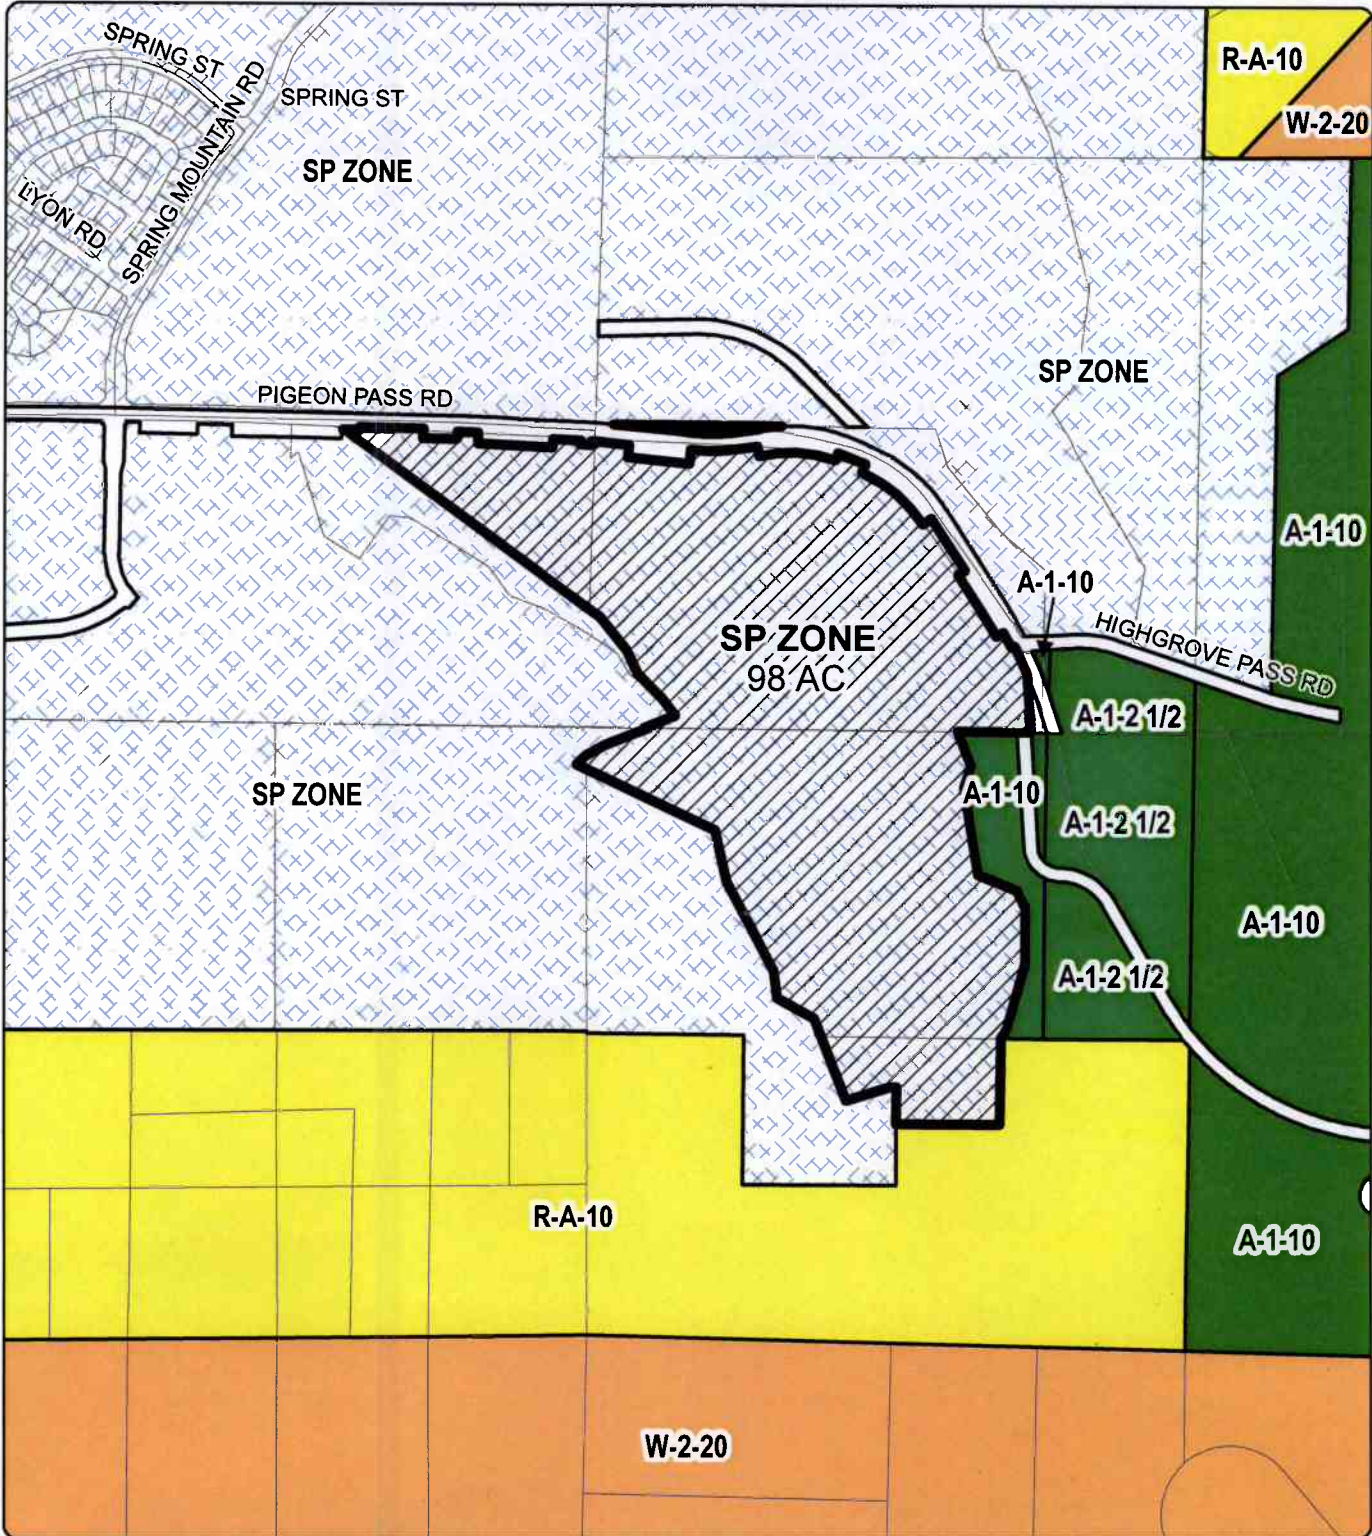 R-A-10
W-2-20
SPRING ST
SPRING MOUNTAIN RD
SPRING ST
SP ZONE
LYON RD
SP ZONE
PIGEON PASS RD
A-1-10
A-1-10
HIGHGROVE PASS RD
SP ZONE
98 AC
A-1-2 1/2
SP ZONE
A-1-10
A-1-2 1/2
A-1-10
A-1-2 1/2
R-A-10
A-1-10
W-2-20